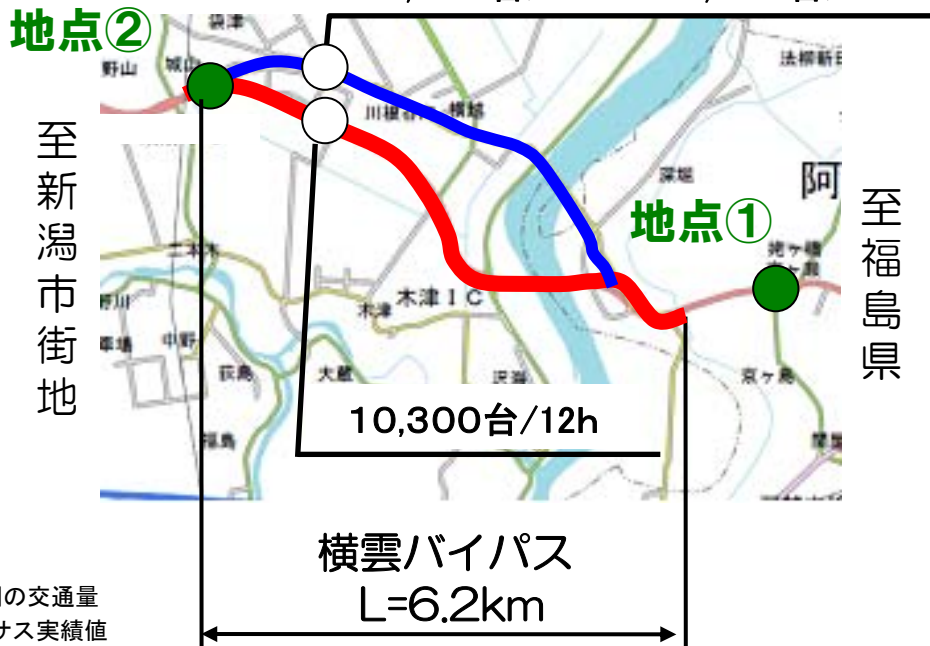 地点②
袋津
野山
城山
法柳新田
横越
至新潟市街地
深堀
阿
地点①
至福島県
二本木
木津IC
木津
中野
荻島
大蔵
沢海
京ヶ島
福島
10,300台/12h
横雲バイパス
L=6.2km
の交通量
サス実績値